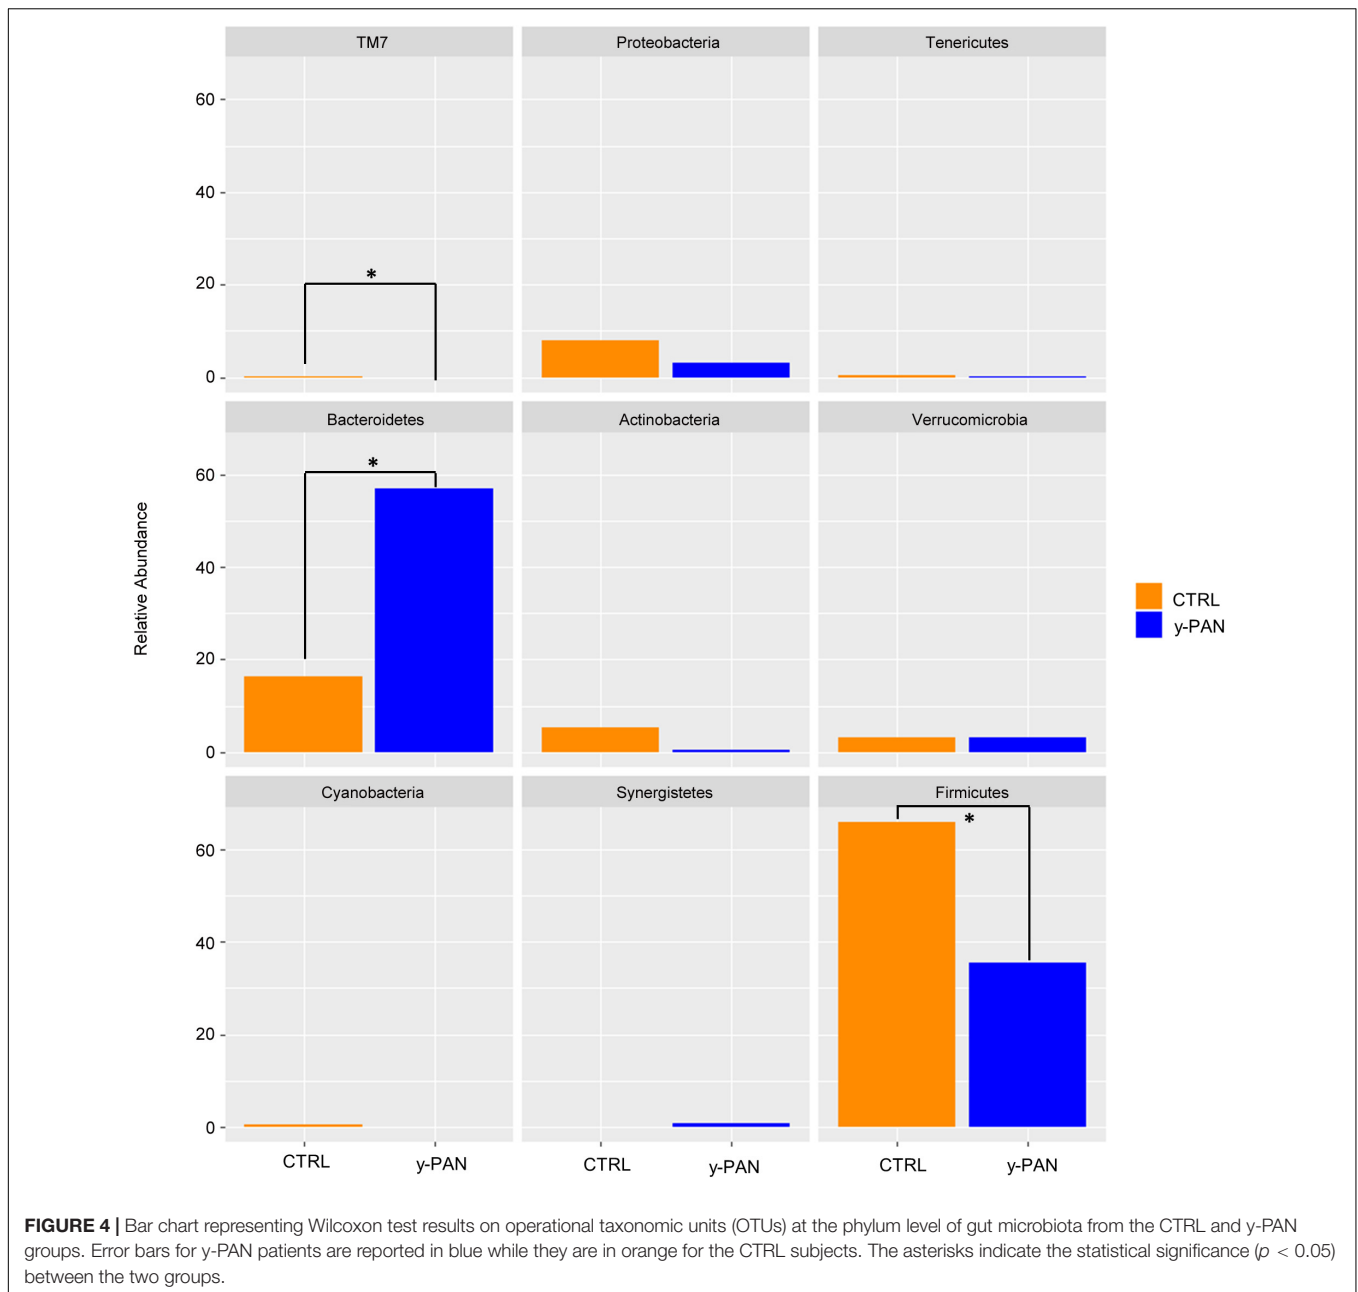 TM7 Proteobacteria Tenericutes
60
40
20
0
*
Bacteroidetes Actinobacteria Verrucomicrobia
60
40
20
0
*
Relative Abundance
CTRL
y-PAN
Cyanobacteria Synergistetes Firmicutes
60
40
20
0
*
CTRL y-PAN CTRL y-PAN CTRL y-PAN
FIGURE 4 | Bar chart representing Wilcoxon test results on operational taxonomic units (OTUs) at the phylum level of gut microbiota from the CTRL and y-PAN
groups. Error bars for y-PAN patients are reported in blue while they are in orange for the CTRL subjects. The asterisks indicate the statistical significance (p < 0.05)
between the two groups.